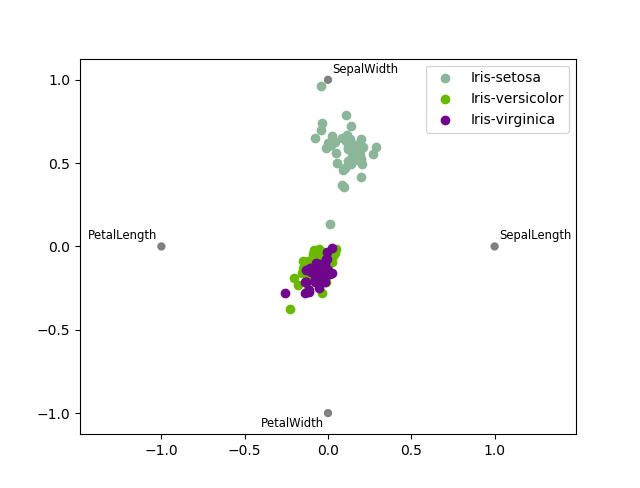 SepalWidth
Iris-setosa
Iris-versicolor
Iris-virginica
PetalLength
SepalLength
PetalWidth
1.0
0.5
0.0
−0.5
−1.0
−1.0
−0.5
0.0
0.5
1.0